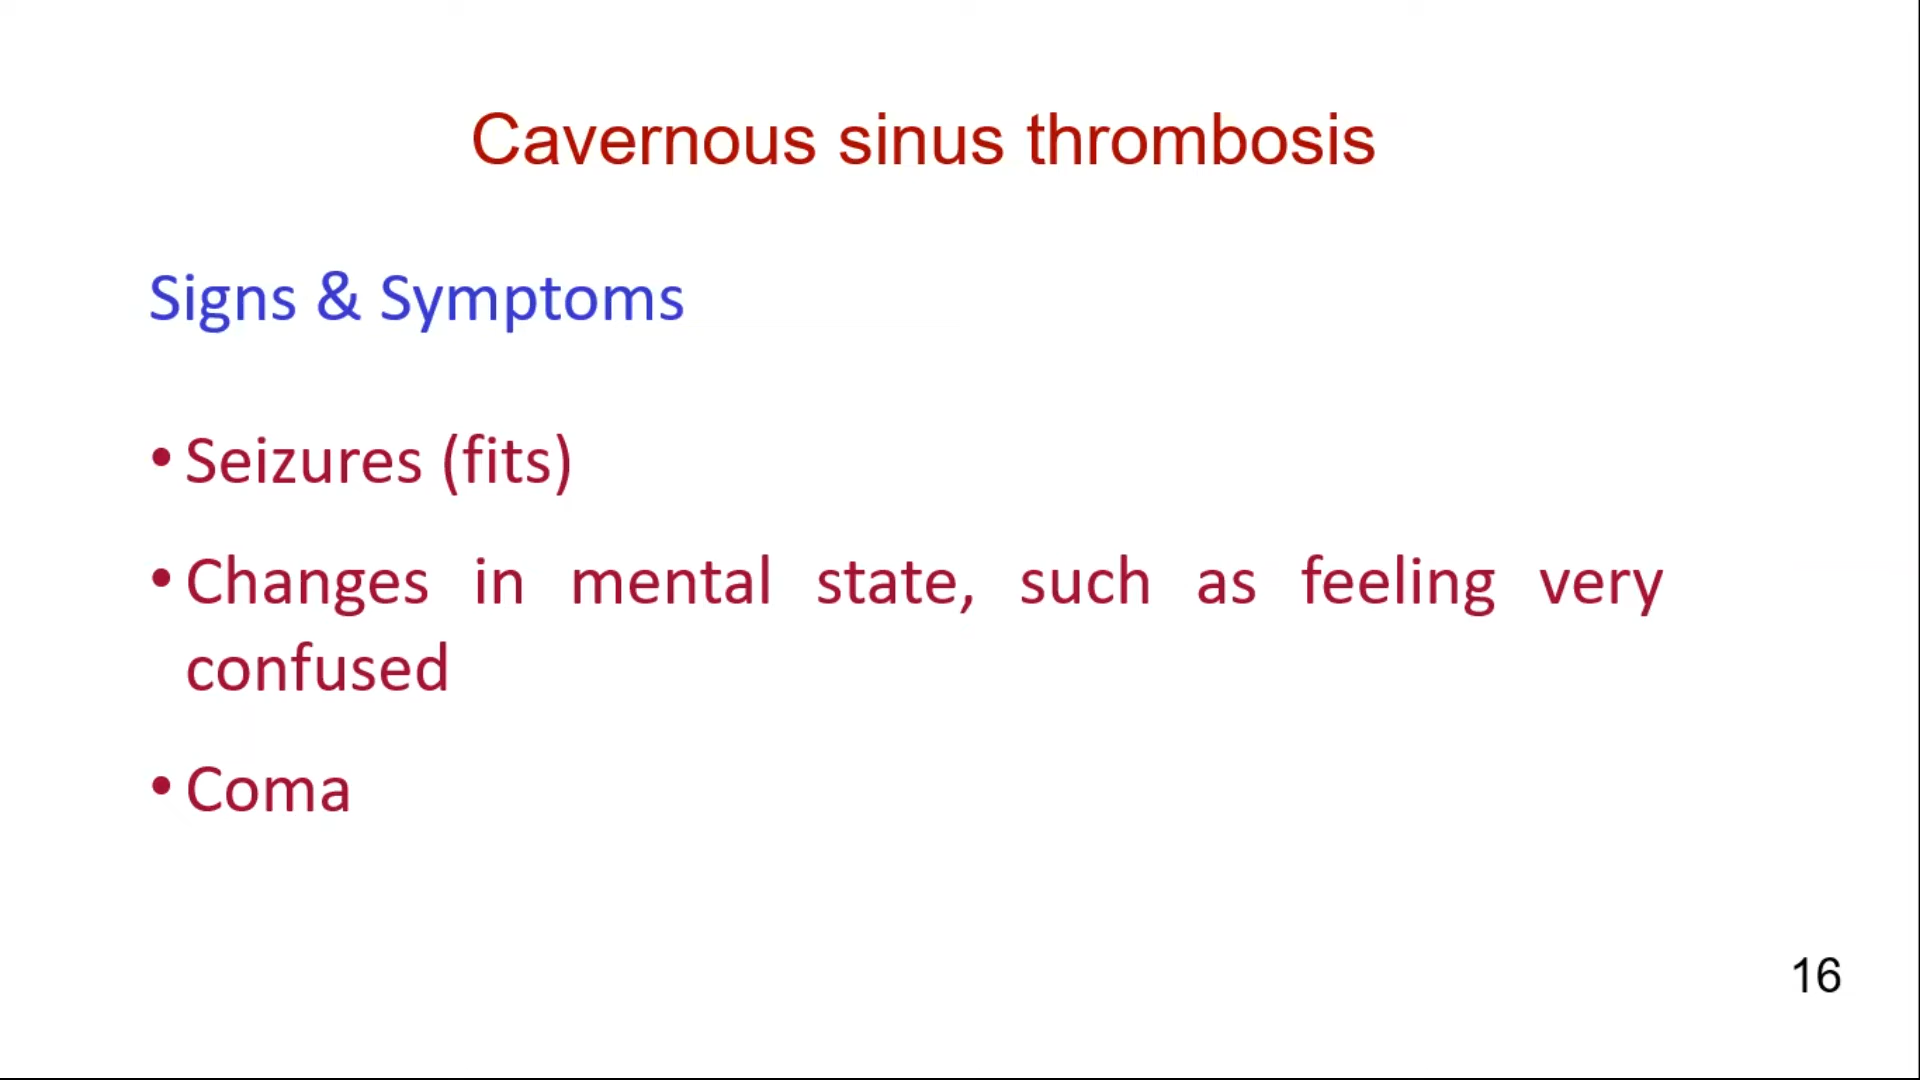 Cavernous sinus thrombosis
Signs & Symptoms
• Seizures (fits)
• Changes in mental state, such as feeling very
confused
• Coma
16